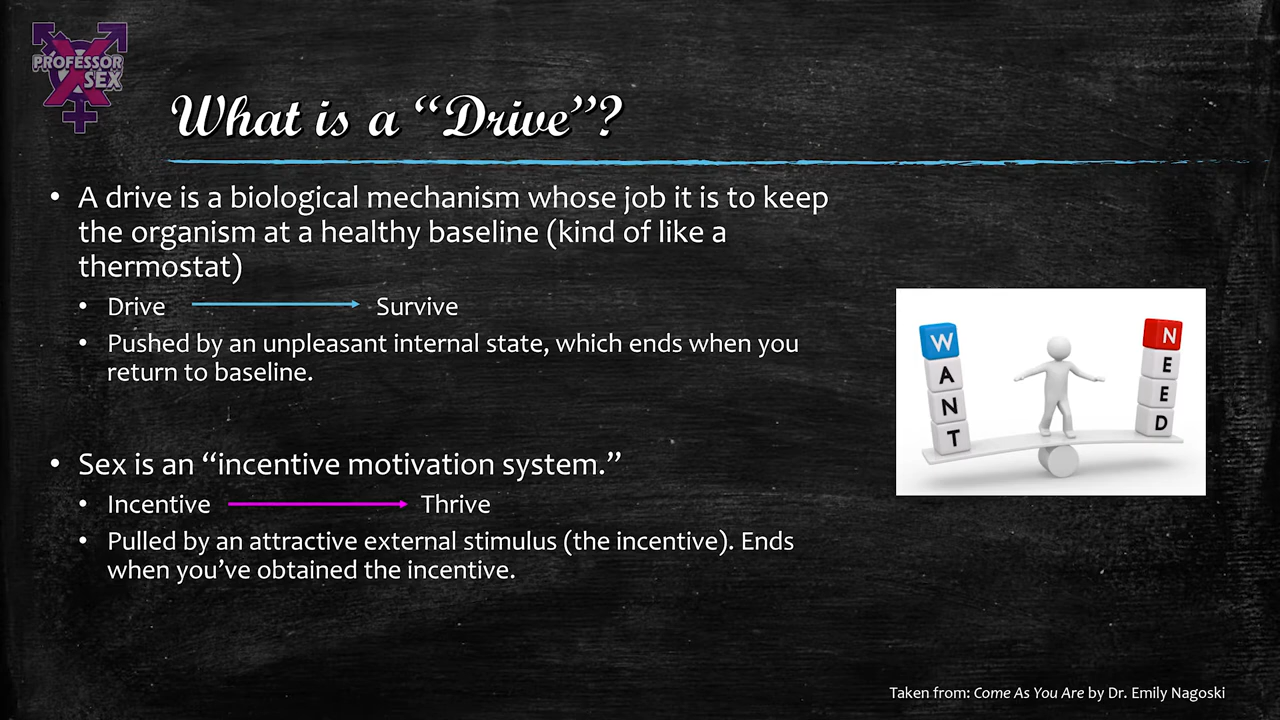 PROFESSOR
SEX
What is a “Drive”?
• A drive is a biological mechanism whose job it is to keep
the organism at a healthy baseline (kind of like a
thermostat)
• Drive Survive
• Pushed by an unpleasant internal state, which ends when you
return to baseline.
• Sex is an “incentive motivation system.”
• Incentive Thrive
• Pulled by an attractive external stimulus (the incentive). Ends
when you’ve obtained the incentive.
WANT
NEED
Taken from: Come As You Are by Dr. Emily Nagoski